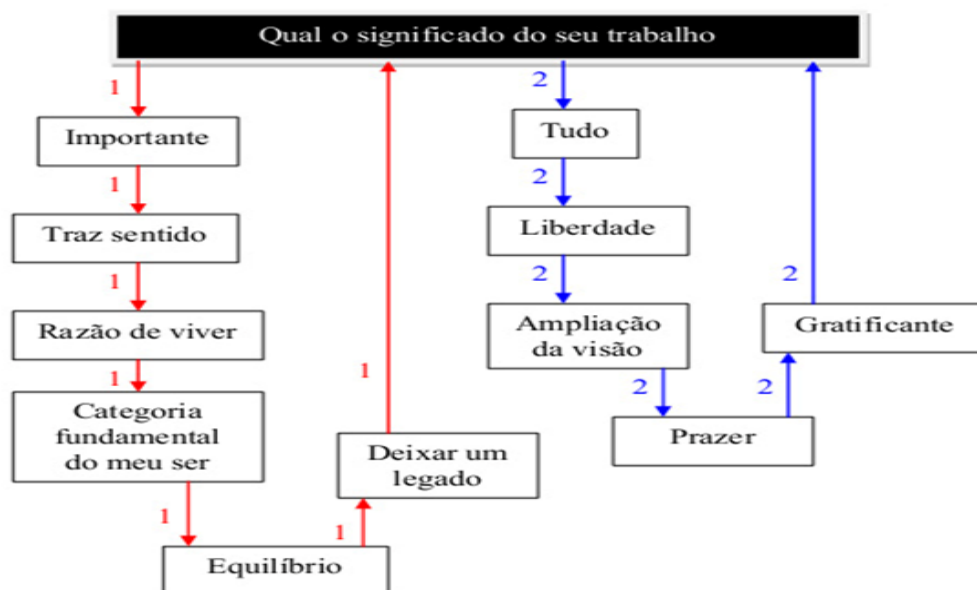 Qual o significado do seu trabalho
1
2
Importante
Tudo
1
2
Traz sentido
Liberdade
1
2
2
Razão de viver
Ampliação
da visão
Gratificante
1
1
2
2
Categoria
fundamental
do meu ser
Deixar um
legado
Prazer
1
1
Equilíbrio